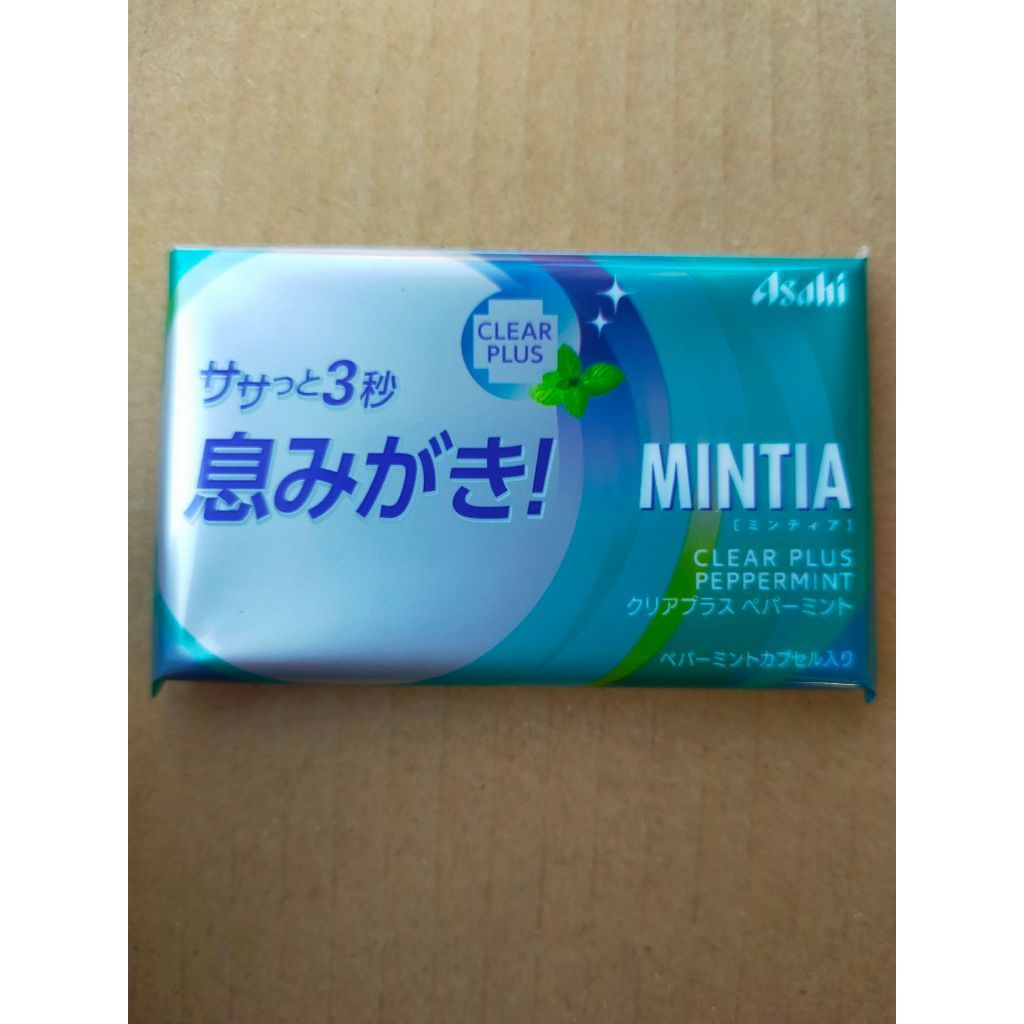 Asahi
CLEAR
PLUS
ササっと3秒
息みがき!
MINTIA
[ミンティア]
CLEAR PLUS
PEPPERMINT
クリアプラス ペパーミント
ペパーミントカプセル入り